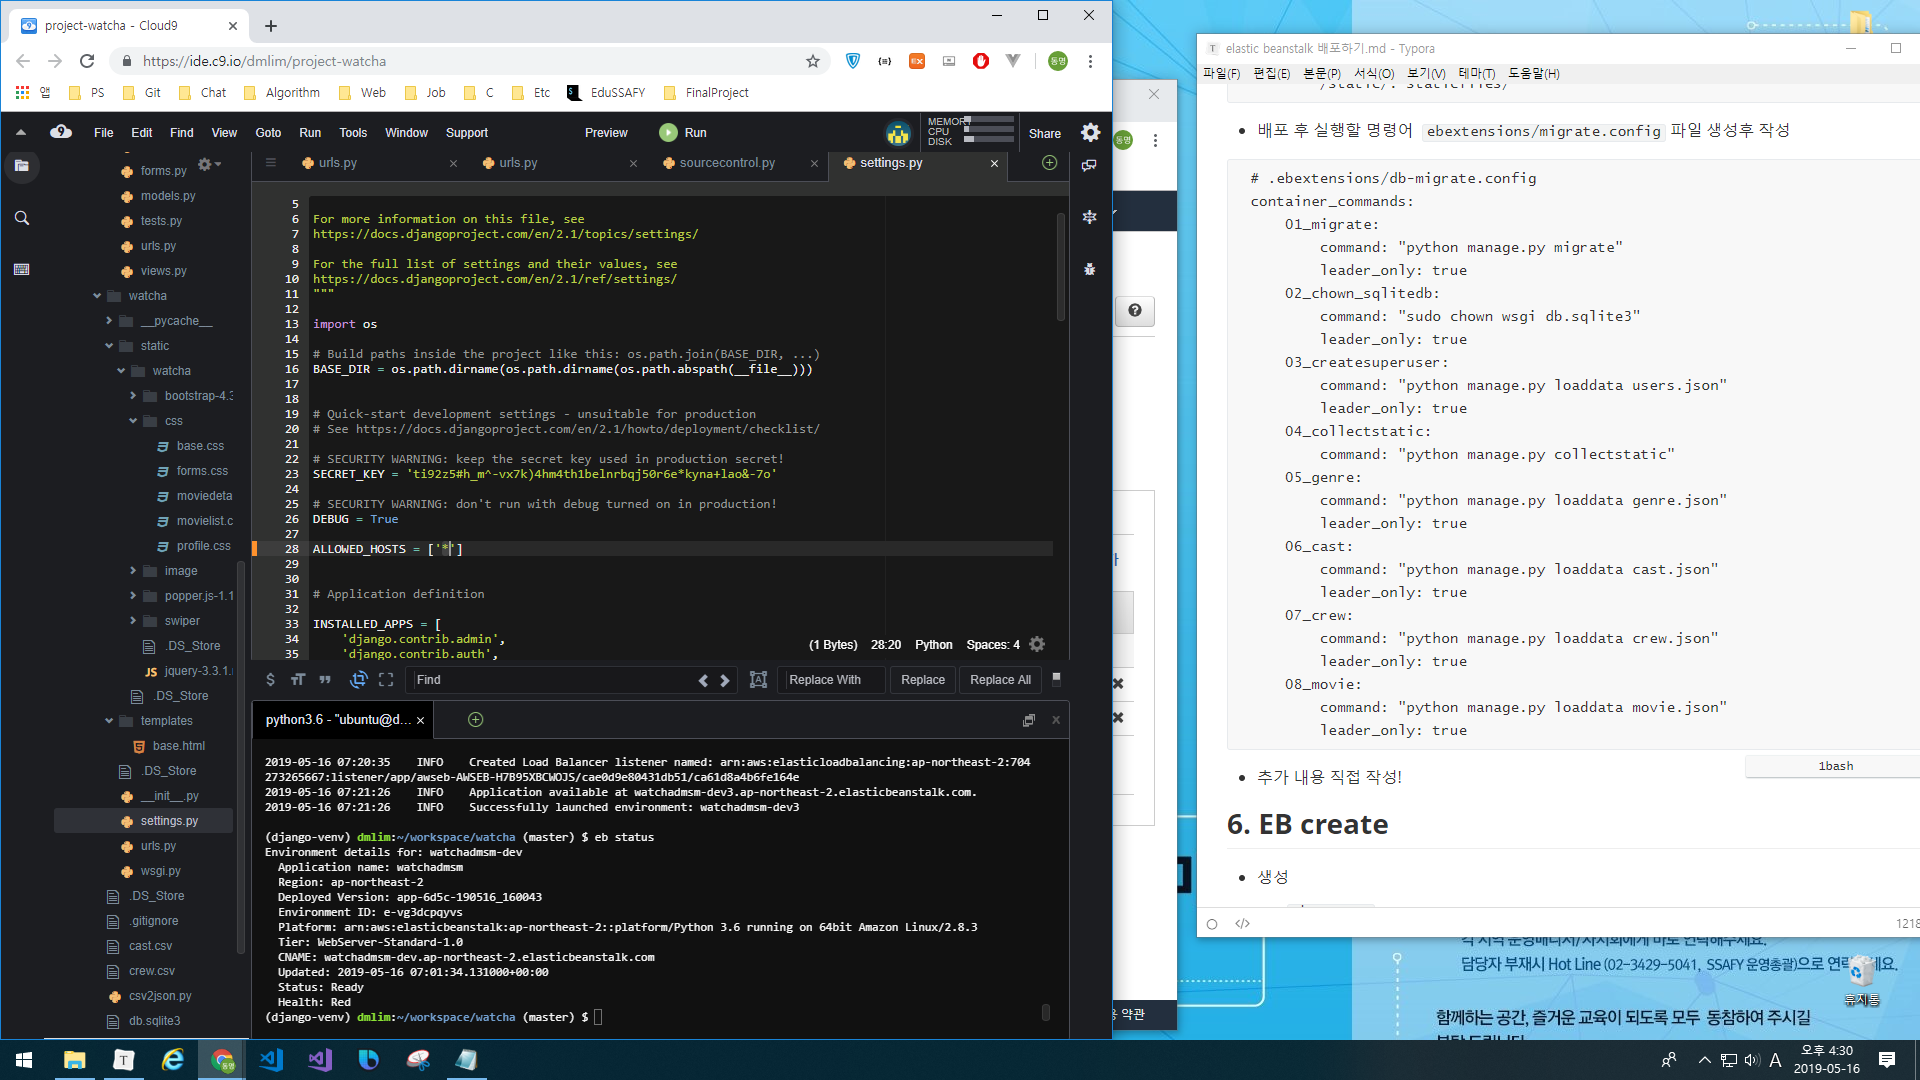 project-watcha - Cloud9
https://ide.c9.io/dmlim/project-watcha
동명
앱
PS
Git
Chat
Algorithm
Web
Job
C
Etc
EduSSAFY
FinalProject
File Edit Find View Goto Run Tools Window Support
Preview
Run
MEMORY
CPU
DISK
Share
forms.py
models.py
tests.py
urls.py
views.py
watcha
__pycache__
static
watcha
bootstrap-4.3
css
base.css
forms.css
moviedeta
movielist.c
profile.css
image
popper.js-1.1
swiper
.DS_Store
jquery-3.3.1.
.DS_Store
templates
base.html
.DS_Store
__init__.py
settings.py
urls.py
wsgi.py
.DS_Store
.gitignore
cast.csv
crew.csv
csv2json.py
db.sqlite3
urls.py
urls.py
sourcecontrol.py
settings.py
5
6 For more information on this file, see
7 https://docs.djangoproject.com/en/2.1/topics/settings/
8
9 For the full list of settings and their values, see
10 https://docs.djangoproject.com/en/2.1/ref/settings/
11 """
12
13 import os
14
15 # Build paths inside the project like this: os.path.join(BASE_DIR, ...)
16 BASE_DIR = os.path.dirname(os.path.dirname(os.path.abspath(__file__)))
17
18
19 # Quick-start development settings - unsuitable for production
20 # See https://docs.djangoproject.com/en/2.1/howto/deployment/checklist/
21
22 # SECURITY WARNING: keep the secret key used in production secret!
23 SECRET_KEY = 'ti92z5#h_m^-vx7k)4hm4th1belnrbqj50r6e*kyna+lao&-7o'
24
25 # SECURITY WARNING: don't run with debug turned on in production!
26 DEBUG = True
27
28 ALLOWED_HOSTS = ['*']
29
30
31 # Application definition
32
33 INSTALLED_APPS = [
34 'django.contrib.admin',
35 'django.contrib.auth',
(1 Bytes) 28:20 Python Spaces: 4
Find
Replace With
Replace
Replace All
python3.6 - "ubuntu@d...
2019-05-16 07:20:35 INFO Created Load Balancer listener named: arn:aws:elasticloadbalancing:ap-northeast-2:704
273265667:listener/app/awseb-AWSEB-H7B95XBCWOJS/cae0d9e80431db51/ca61d8a4b6fe164e
2019-05-16 07:21:26 INFO Application available at watchadmsm-dev3.ap-northeast-2.elasticbeanstalk.com.
2019-05-16 07:21:26 INFO Successfully launched environment: watchadmsm-dev3
(django-venv) dmlim:~/workspace/watcha (master) $ eb status
Environment details for: watchadmsm-dev
Application name: watchadmsm
Region: ap-northeast-2
Deployed Version: app-6d5c-190516_160043
Environment ID: e-vg3dcpqyvs
Platform: arn:aws:elasticbeanstalk:ap-northeast-2::platform/Python 3.6 running on 64bit Amazon Linux/2.8.3
Tier: WebServer-Standard-1.0
CNAME: watchadmsm-dev.ap-northeast-2.elasticbeanstalk.com
Updated: 2019-05-16 07:01:34.131000+00:00
Status: Ready
Health: Red
(django-venv) dmlim:~/workspace/watcha (master) $
동명
약관
elastic beanstalk 배포하기.md - Typora
파일(F) 편집(E) 본문(P) 서식(O) 보기(V) 테마(T) 도움말(H)
/static/: staticfiles/
배포 후 실행할 명령어 ebextensions/migrate.config 파일 생성후 작성
# .ebextensions/db-migrate.config
container_commands:
01_migrate:
command: "python manage.py migrate"
leader_only: true
02_chown_sqlitedb:
command: "sudo chown wsgi db.sqlite3"
leader_only: true
03_createsuperuser:
command: "python manage.py loaddata users.json"
leader_only: true
04_collectstatic:
command: "python manage.py collectstatic"
05_genre:
command: "python manage.py loaddata genre.json"
leader_only: true
06_cast:
command: "python manage.py loaddata cast.json"
leader_only: true
07_crew:
command: "python manage.py loaddata crew.json"
leader_only: true
08_movie:
command: "python manage.py loaddata movie.json"
leader_only: true
1bash
추가 내용 직접 작성!
6. EB create
생성
1218
각 지역 운영매니저/자치회에게 바로 연락해주세요.
담당자 부재시 Hot Line (02-3429-5041, SSAFY 운영총괄)으로
휴지통
함께하는 공간, 즐거운 교육이 되도록 모두 동참하여 주시길
A
오후 4:30
2019-05-16